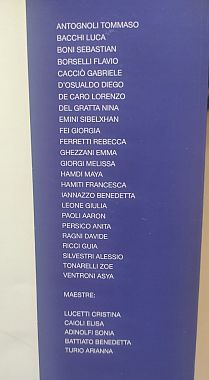 ANTOGNOLI TOMMASO
BACCHI LUCA
BONI SEBASTIAN
BORSELLI FLAVIO
CACCIÒ GABRIELE
D'OSUALDO DIEGO
DE CARO LORENZO
DEL GRATTA NINA
EMINI SIBELXHAN
FEI GIORGIA
FERRETTI REBECCA
GHEZZANI EMMA
GIORGI MELISSA
HAMDI MAYA
HAMITI FRANCESCA
IANNAZZO BENEDETTA
LEONE GIULIA
PAOLI AARON
PERSICO ANITA
RAGNI DAVIDE
RICCI GUIA
SILVESTRI ALESSIO
TONARELLI ZOE
VENTRONI ASYA
MAESTRE:
LUCETTI CRISTINA
CAIOLI ELISA
ADINOLFI SONIA
BATTIATO BENEDETTA
TURIO ARIANNA